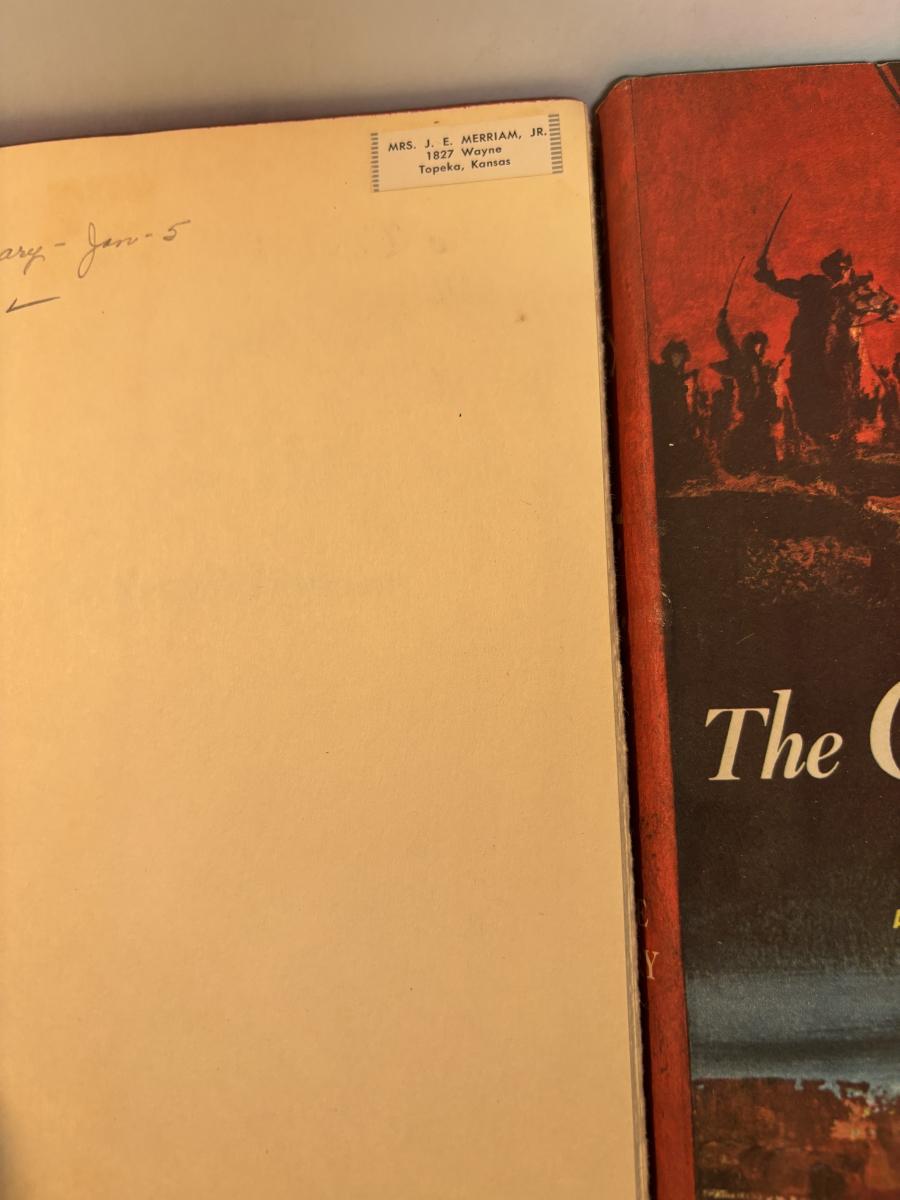 MRS. J. E. MERRIAM, JR.
1827 Wayne
Topeka, Kansas
ary - Jan - 5
The
Y